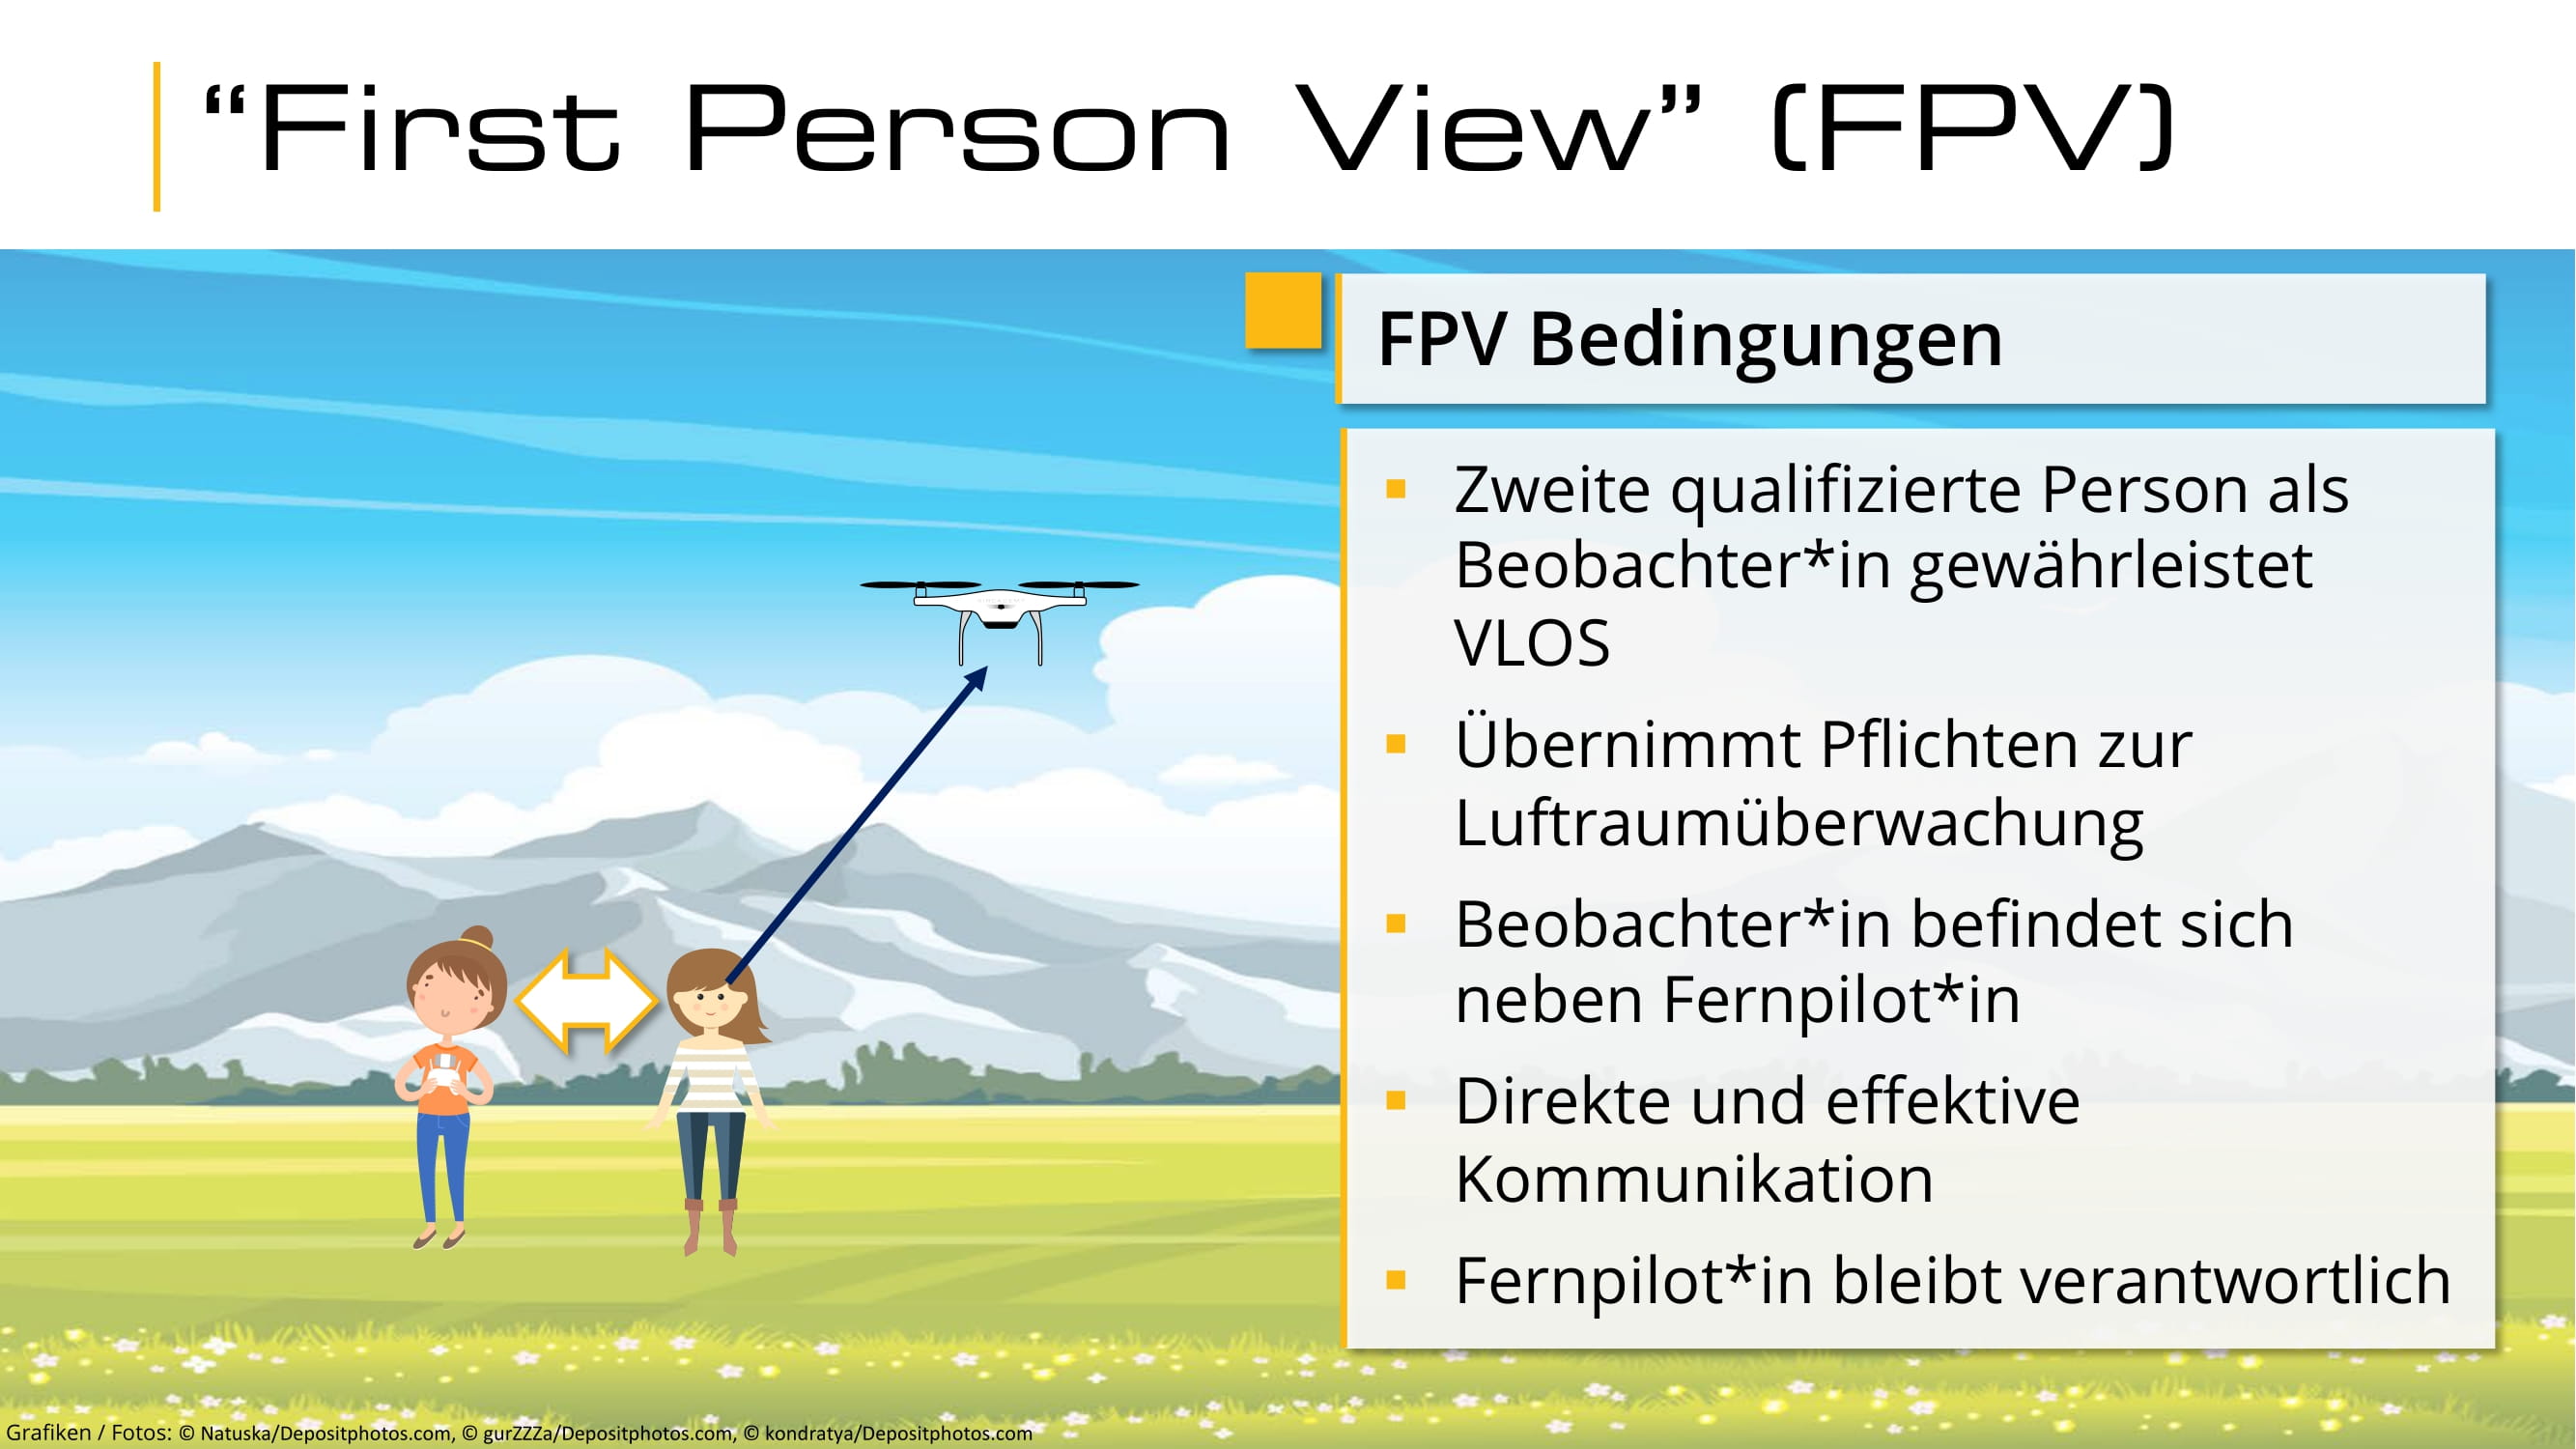 “First Person View” (FPV)
FPV Bedingungen
▪ Zweite qualifizierte Person als
Beobachter*in gewährleistet
VLOS
▪ Übernimmt Pflichten zur
Luftraumüberwachung
▪ Beobachter*in befindet sich
neben Fernpilot*in
▪ Direkte und effektive
Kommunikation
▪ Fernpilot*in bleibt verantwortlich
Grafiken / Fotos: © Natuska/Depositphotos.com, © gurZZZa/Depositphotos.com, © kondratya/Depositphotos.com